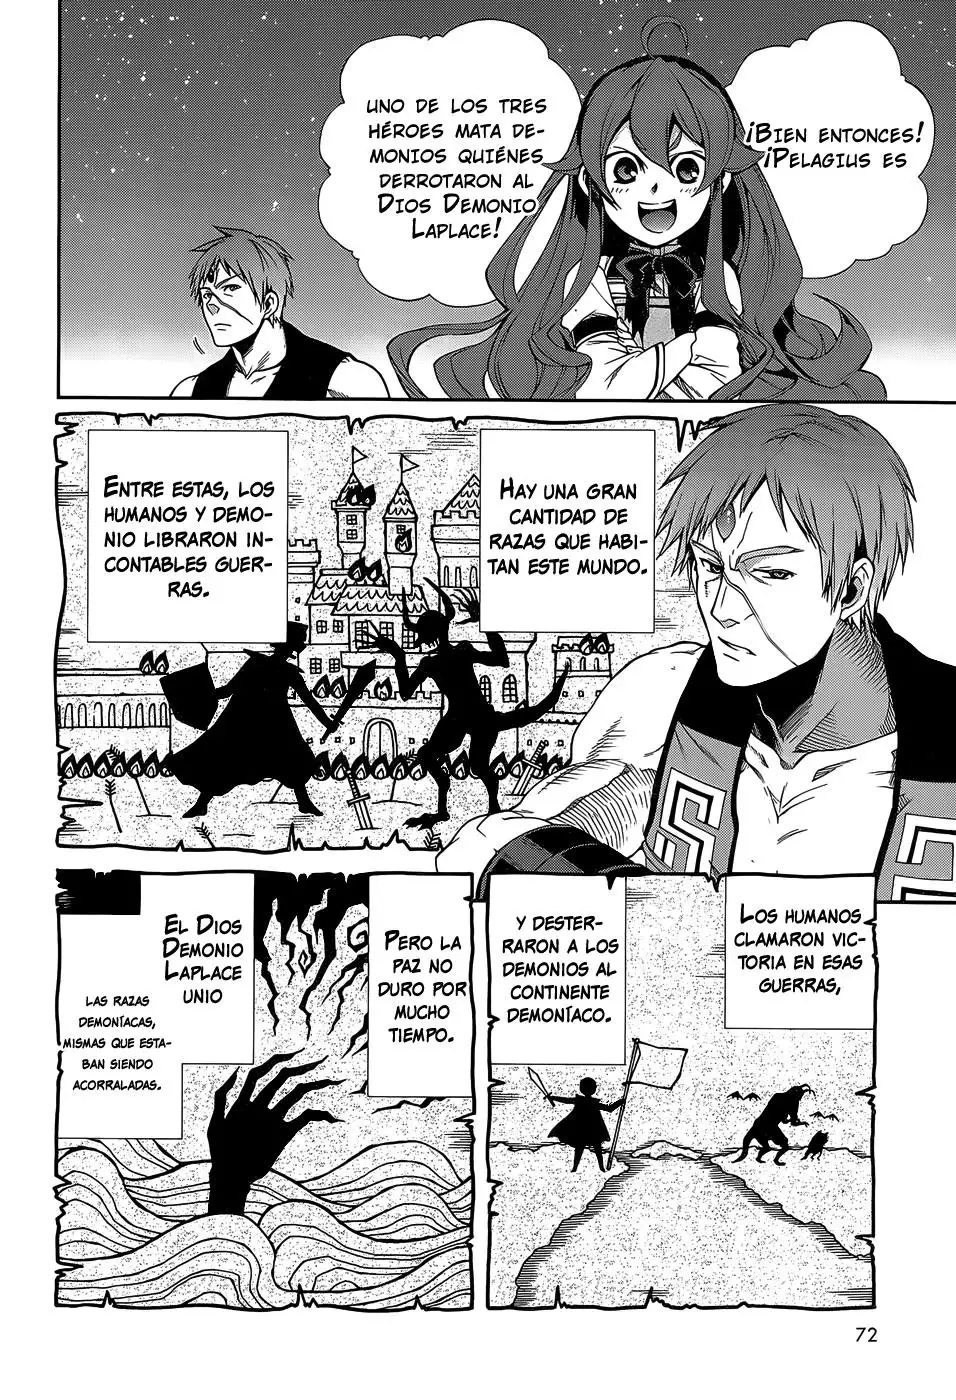 ¡Bien entonces!
¡Pelagius es
uno de los tres
héroes mata de-
monios quiénes
derrotaron al
Dios Demonio
Laplace!
Hay una gran
cantidad de
razas que habi-
tan este mundo.
Entre estas, los
humanos y demo-
nio libraron in-
contables guer-
ras.
Los humanos
clamaron vic-
toria en esas
guerras,
y dester-
raron a los
demonios al
continente
demoníaco.
Pero la
paz no
duro por
mucho
tiempo.
El Dios
Demonio
Laplace
unio
las razas
demoníacas,
mismas que esta-
ban siendo
acorraladas.
72